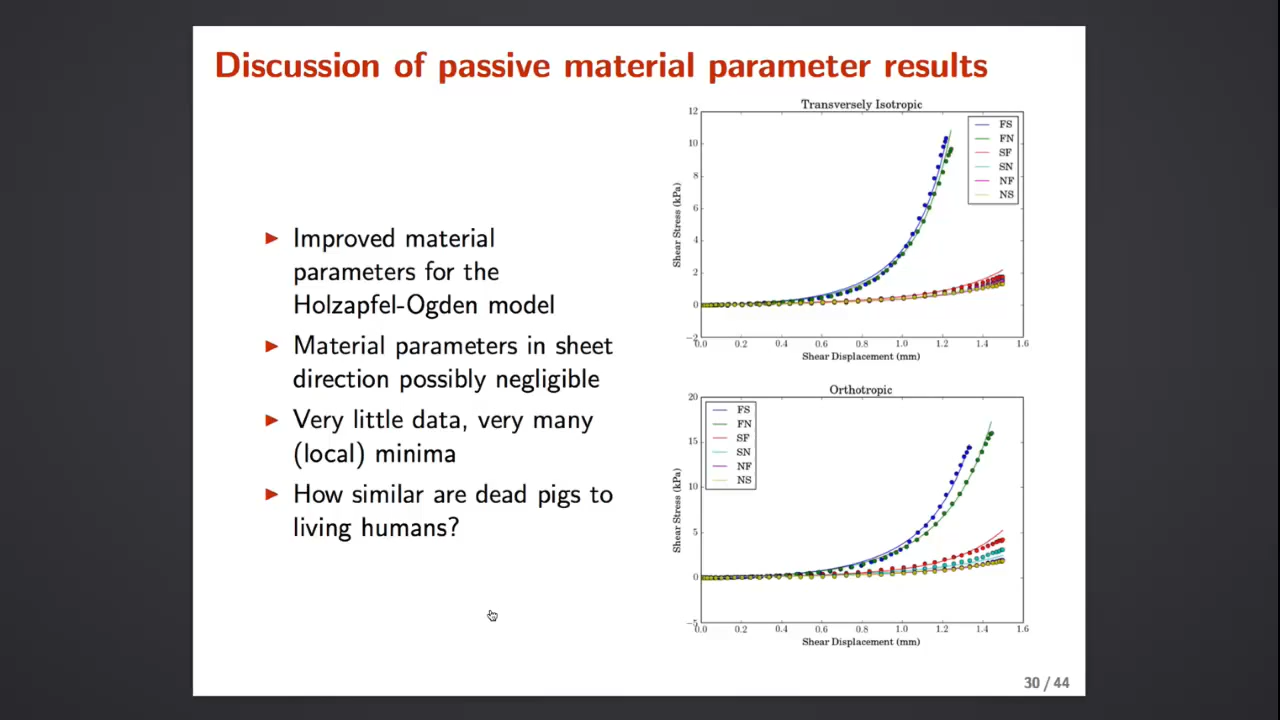 Discussion of passive material parameter results
Improved material
parameters for the
Holzapfel-Ogden model
Material parameters in sheet
direction possibly negligible
Very little data, very many
(local) minima
How similar are dead pigs to
living humans?
Transversely Isotropic
12
10
8
6
4
2
0
−2
0.0 0.2 0.4 0.6 0.8 1.0 1.2 1.4 1.6
Shear Stress (kPa)
Shear Displacement (mm)
FS
FN
SF
SN
NF
NS
Orthotropic
20
15
10
5
0
−5
0.0 0.2 0.4 0.6 0.8 1.0 1.2 1.4 1.6
Shear Stress (kPa)
Shear Displacement (mm)
FS
FN
SF
SN
NF
NS
30 / 44